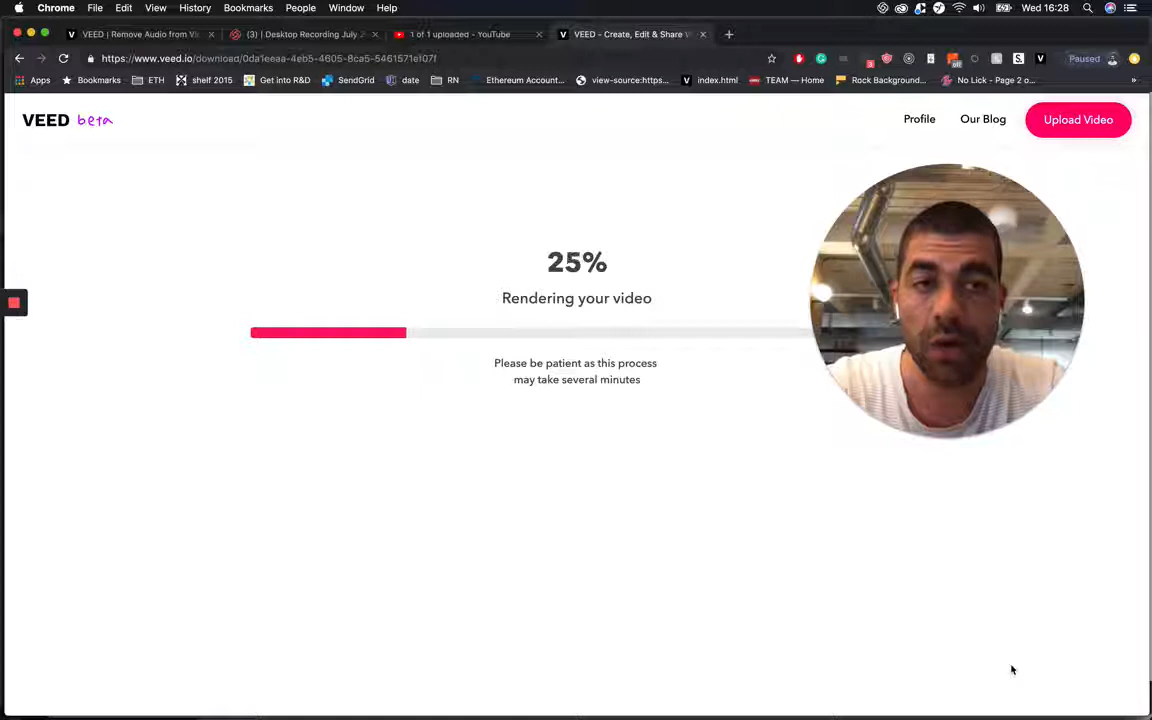 Chrome File Edit View History Bookmarks People Window Help Wed 16:28
VEED | Remove Audio from Vi (3) | Desktop Recording July 2 1 of 1 uploaded - YouTube VEED - Create, Edit & Share V
https://www.veed.io/download/0da1eeaa-4eb5-4605-8ca5-5461571e107f Paused
Apps Bookmarks ETH shelf 2015 Get into R&D SendGrid date RN Ethereum Account... view-source:https... index.html TEAM — Home Rock Background... No Lick - Page 2 o... »
VEED beta Profile Our Blog Upload Video
25%
Rendering your video
Please be patient as this process
may take several minutes